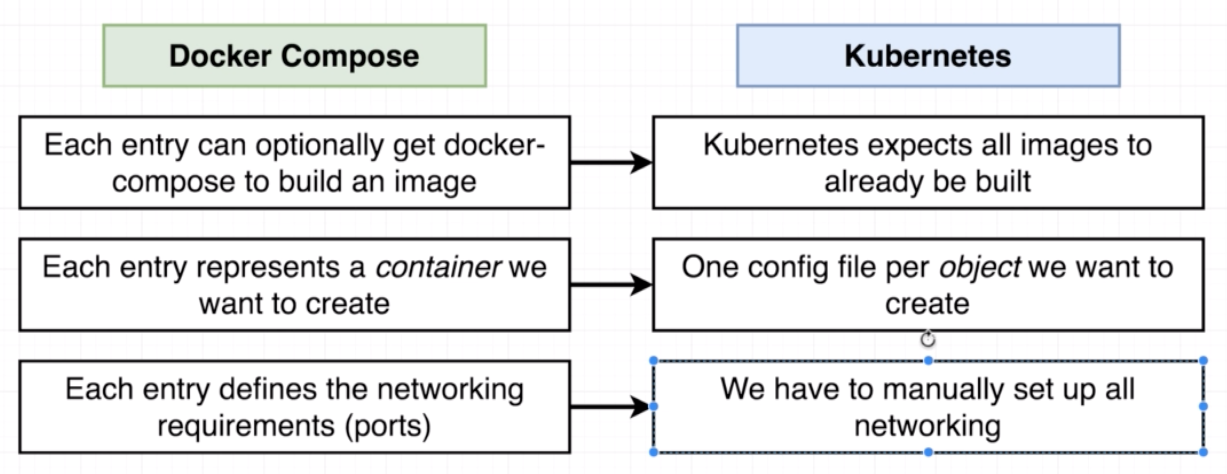 Docker Compose
Kubernetes
Each entry can optionally get docker-
compose to build an image
Kubernetes expects all images to
already be built
Each entry represents a container we
want to create
One config file per object we want to
create
Each entry defines the networking
requirements (ports)
We have to manually set up all
networking